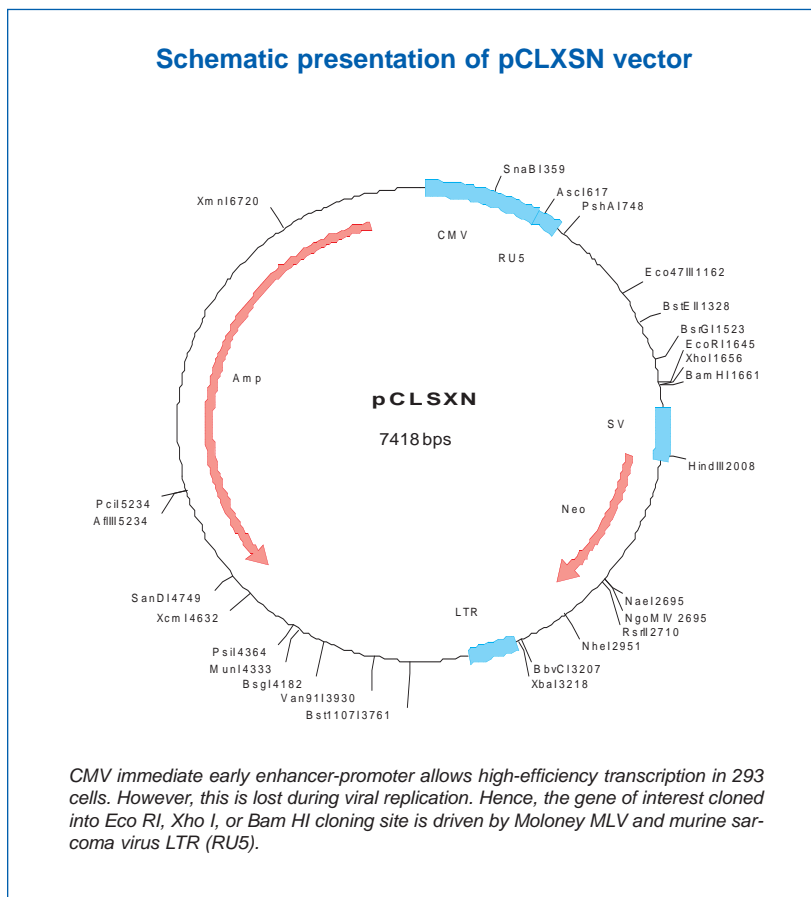 Schematic presentation of pCLXSN vector
SnaBI359
AscI617
PshAI748
XmnI6720
CMV
RU5
Eco47III1162
BstEII1328
BsrGI1523
EcoRI1645
XhoI1656
BamHI1661
Amp
pCLSXN
7418bps
SV
HindIII2008
Neo
PciI5234
AflIII5234
SanDI4749
XcmI4632
LTR
NaeI2695
NgoMIV 2695
RsrII2710
NheI2951
PsiI4364
MunI4333
BsgI4182
Van91I3930
Bst1107I3761
BbvCI3207
XbaI3218
CMV immediate early enhancer-promoter allows high-efficiency transcription in 293
cells. However, this is lost during viral replication. Hence, the gene of interest cloned
into Eco RI, Xho I, or Bam HI cloning site is driven by Moloney MLV and murine sar-
coma virus LTR (RU5).